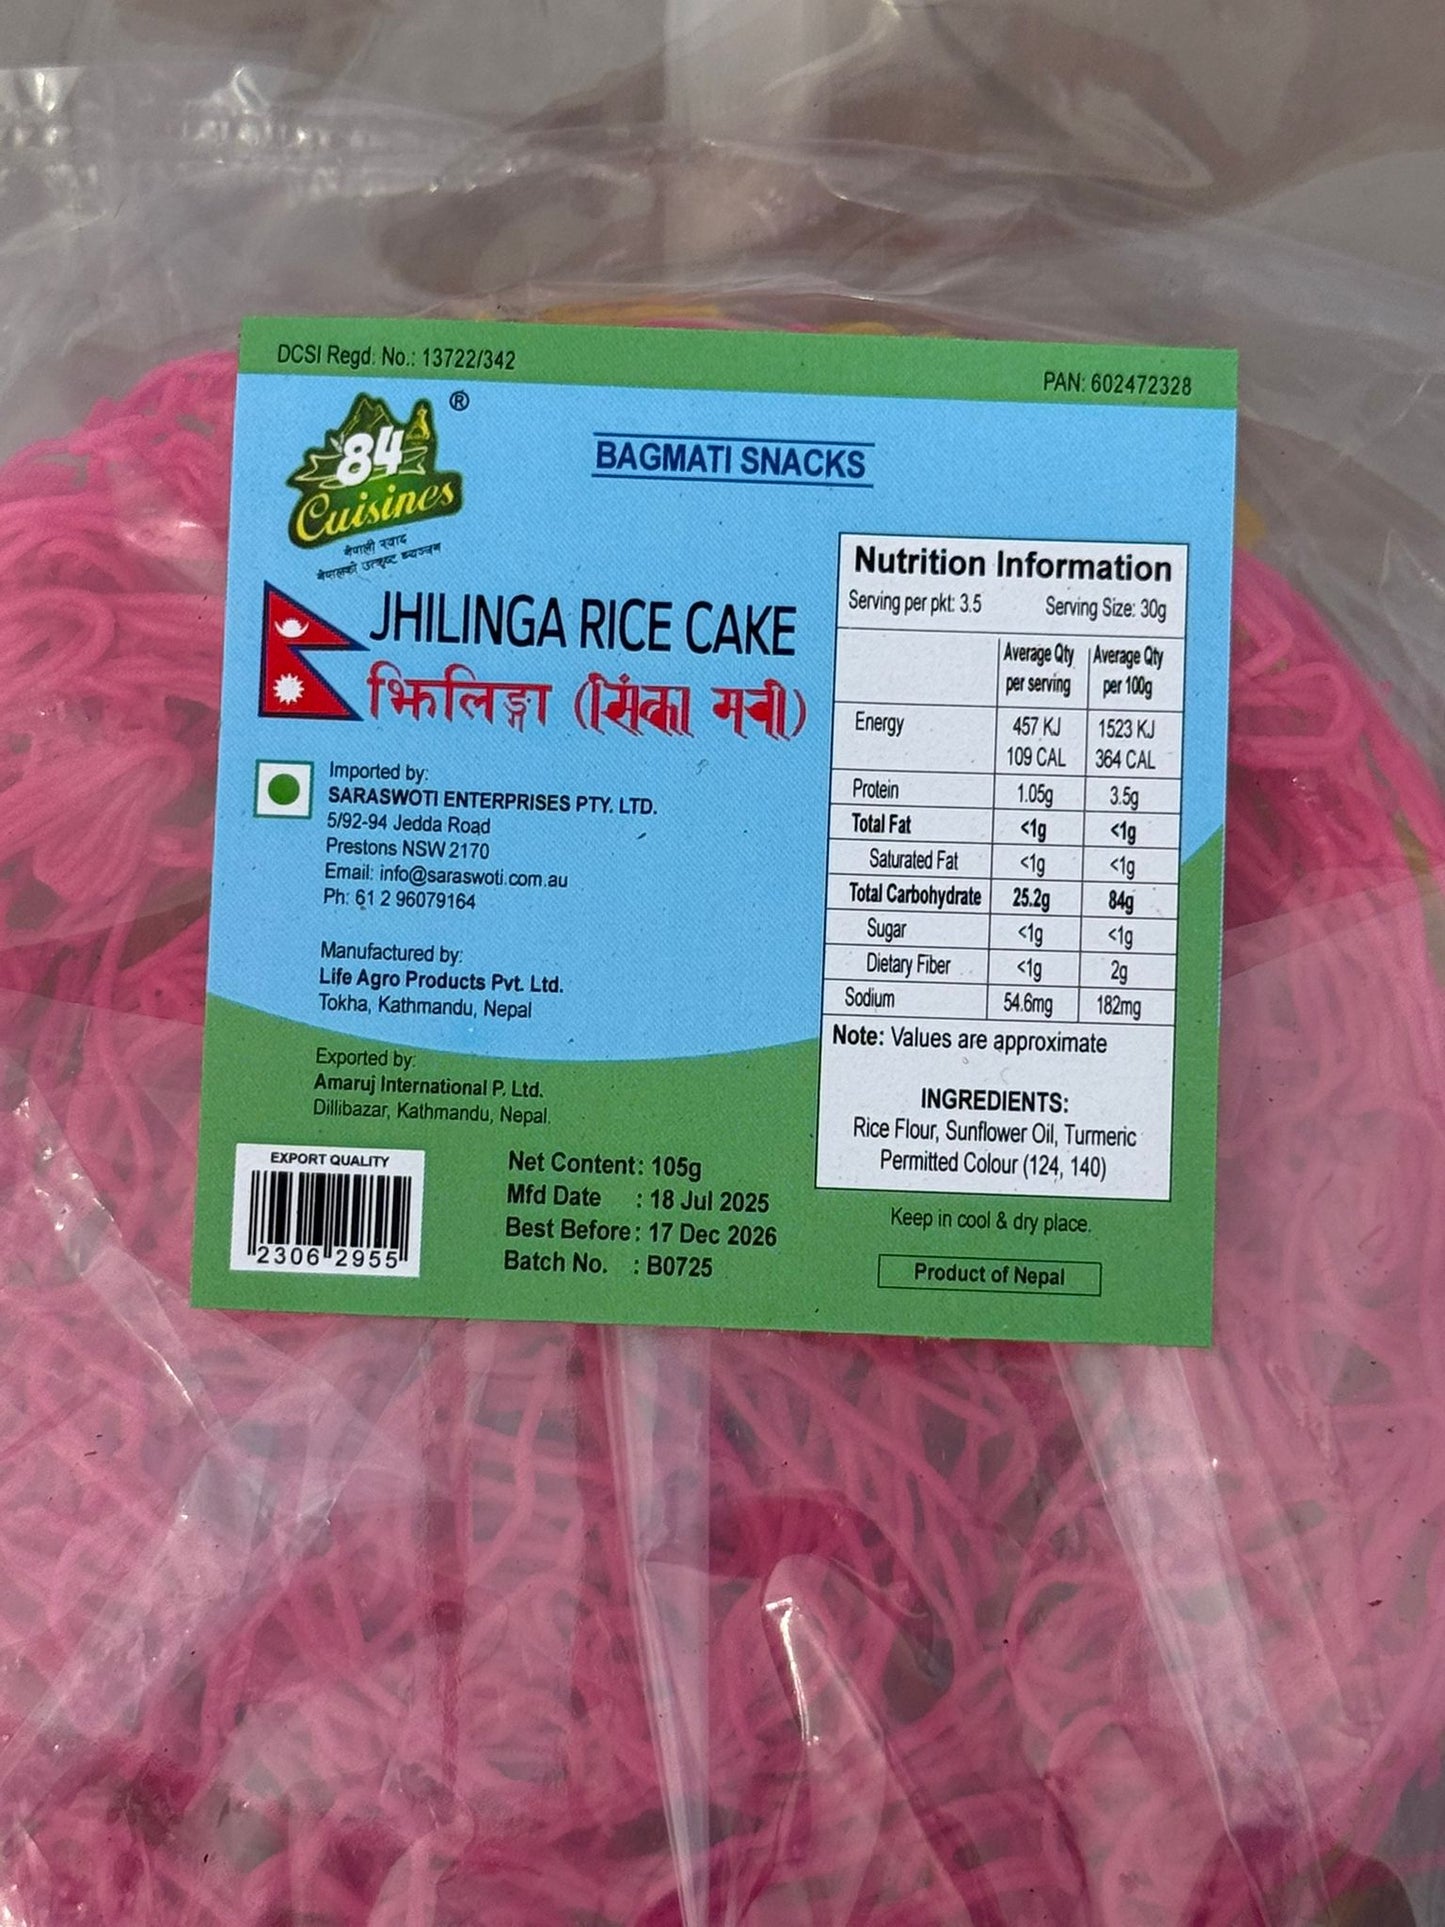 DCSI Regd. No.: 13722/342
PAN: 602472328
84
®
Cuisines
नेपाली स्वाद
नेपालको उत्कृष्ट ब्यञ्जन
BAGMATI SNACKS
JHILINGA RICE CAKE
झिलिङ्गा (सिंका मची)
Imported by:
SARASWOTI ENTERPRISES PTY. LTD.
5/92-94 Jedda Road
Prestons NSW 2170
Email: info@saraswoti.com.au
Ph: 61 2 96079164
Manufactured by:
Life Agro Products Pvt. Ltd.
Tokha, Kathmandu, Nepal
Exported by:
Amaruj International P. Ltd.
Dillibazar, Kathmandu, Nepal.
EXPORT QUALITY
2306 2955
Net Content: 105g
Mfd Date : 18 Jul 2025
Best Before: 17 Dec 2026
Batch No. : B0725
Nutrition Information
Serving per pkt: 3.5 Serving Size: 30g
Average Qty per serving Average Qty per 100g
Energy 457 KJ 1523 KJ
109 CAL 364 CAL
Protein 1.05g 3.5g
Total Fat <1g <1g
Saturated Fat <1g <1g
Total Carbohydrate 25.2g 84g
Sugar <1g <1g
Dietary Fiber <1g 2g
Sodium 54.6mg 182mg
Note: Values are approximate
INGREDIENTS:
Rice Flour, Sunflower Oil, Turmeric
Permitted Colour (124, 140)
Keep in cool & dry place.
Product of Nepal